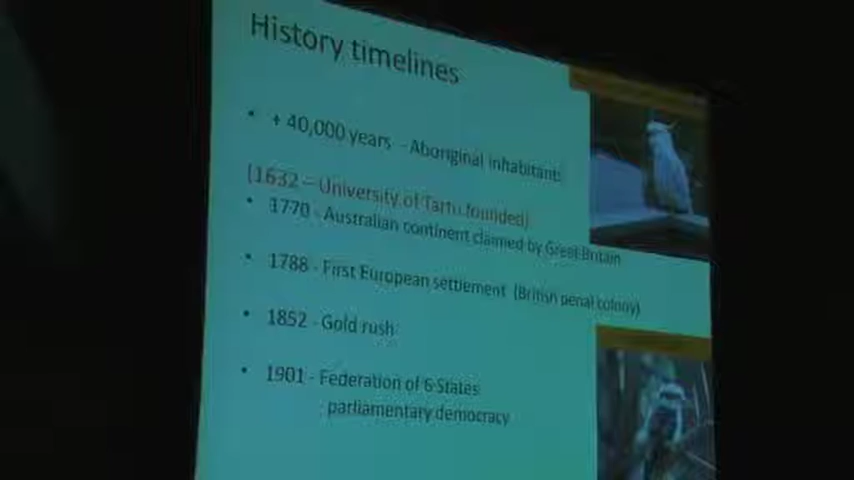 History timelines
• + 40,000 years - Aboriginal inhabitants
(1632 – University of Tartu founded)
• 1770 - Australian continent claimed by Great Britain
• 1788 - First European settlement (British penal colony)
• 1852 - Gold rush
• 1901 - Federation of 6 States
parliamentary democracy